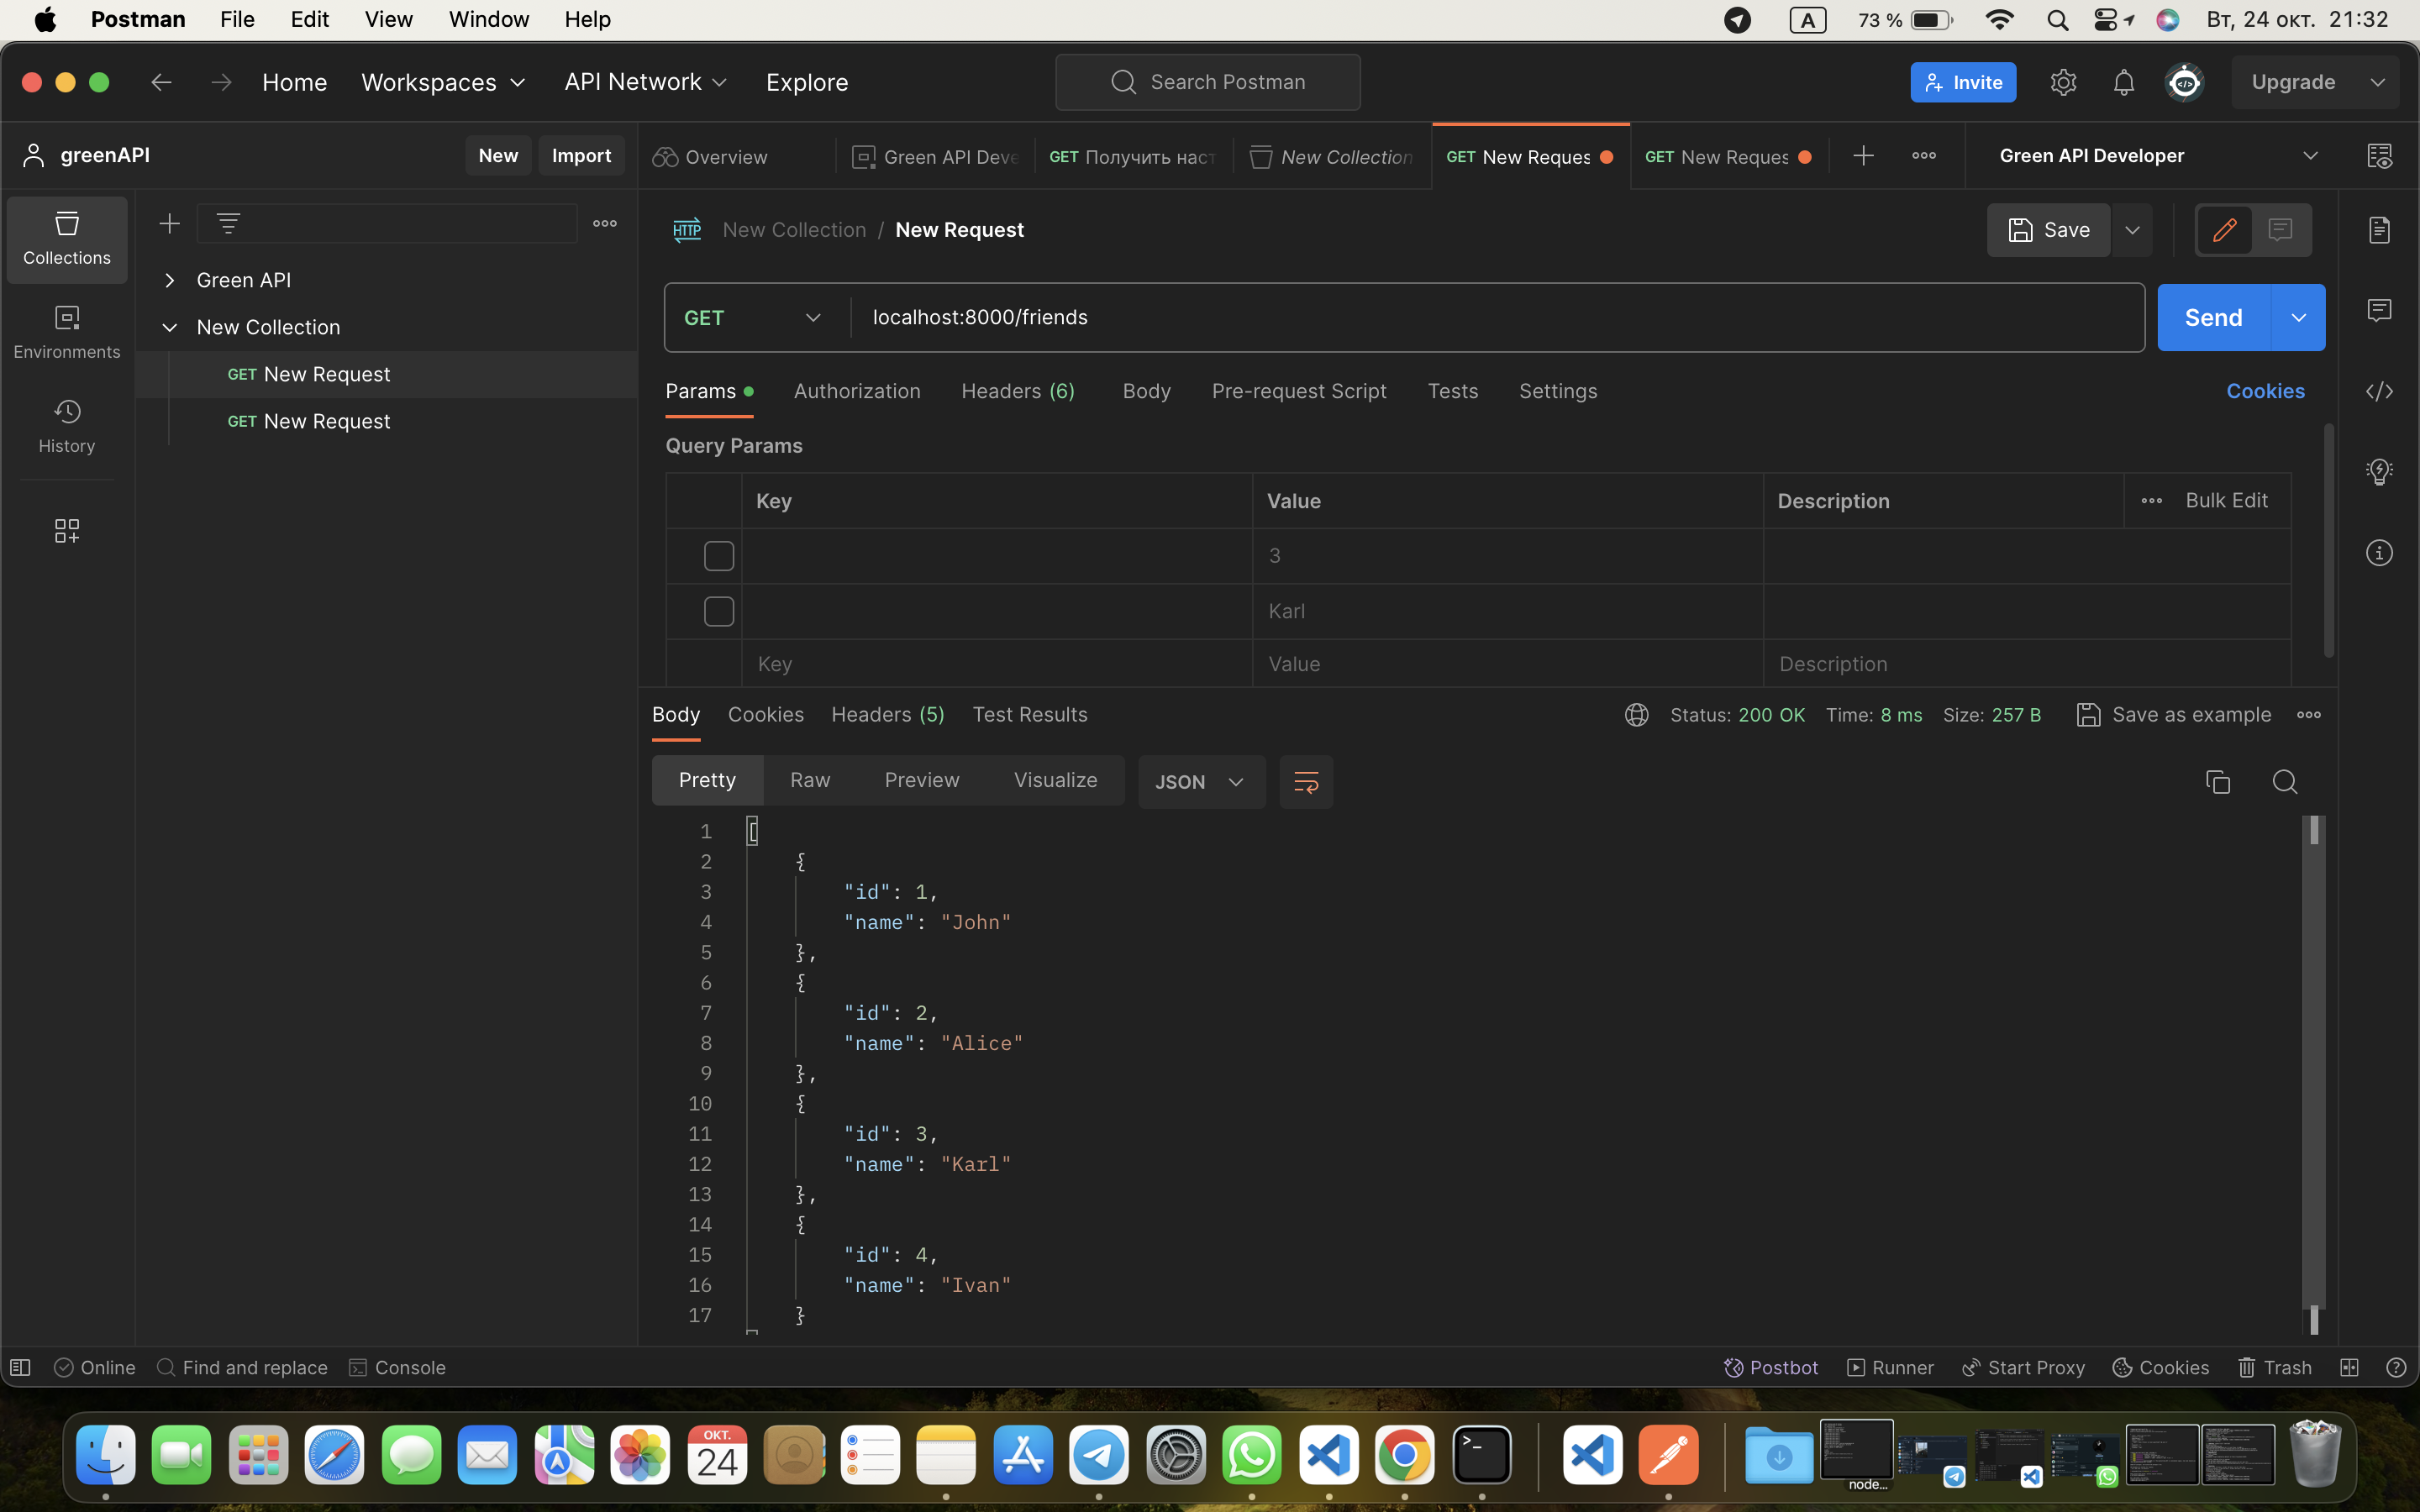 Postman File Edit View Window Help A 73 % Вт, 24 окт. 21:32
Home Workspaces API Network Explore Search Postman Invite Upgrade
greenAPI New Import Overview Green API Deve GET Получить наст New Collection GET New Reques GET New Reques Green API Developer
Collections
Environments
History
Green API
New Collection
GET New Request
GET New Request
HTTP New Collection / New Request Save
GET localhost:8000/friends Send
Params Authorization Headers (6) Body Pre-request Script Tests Settings Cookies
Query Params
Key Value Description Bulk Edit
3
Karl
Key Value Description
Body Cookies Headers (5) Test Results Status: 200 OK Time: 8 ms Size: 257 B Save as example
Pretty Raw Preview Visualize JSON
1 [
2 {
3 "id": 1,
4 "name": "John"
5 },
6 {
7 "id": 2,
8 "name": "Alice"
9 },
10 {
11 "id": 3,
12 "name": "Karl"
13 },
14 {
15 "id": 4,
16 "name": "Ivan"
17 }
Online Find and replace Console Postbot Runner Start Proxy Cookies Trash
ОКТ.
24
node...